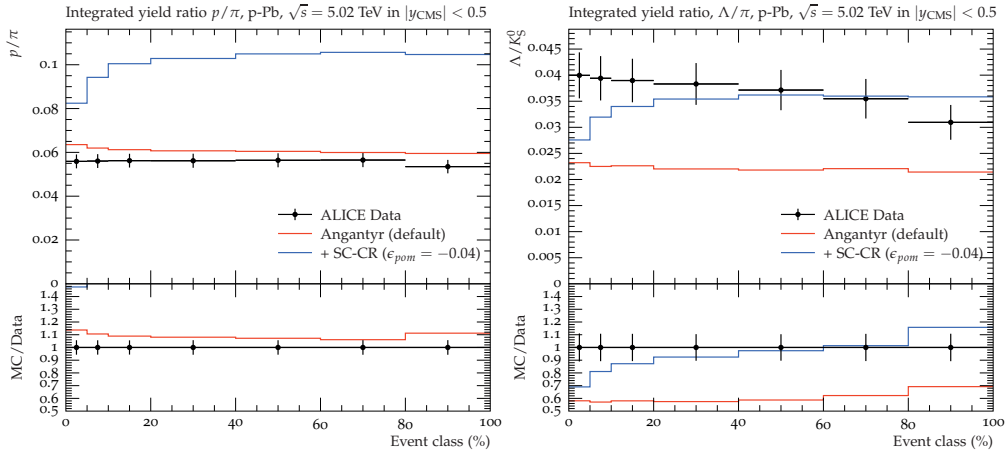 Integrated yield ratio p/π, p-Pb, √s = 5.02 TeV in |y_CMS| < 0.5
p/π
0.1
0.08
0.06
0.04
0.02
0
ALICE Data
Angantyr (default)
+ SC-CR (ϵ_pom = −0.04)
MC/Data
1.4
1.3
1.2
1.1
1
0.9
0.8
0.7
0.6
0.5
0 20 40 60 80 100
Event class (%)
Integrated yield ratio, Λ/π, p-Pb, √s = 5.02 TeV in |y_CMS| < 0.5
Λ/K_S^0
0.045
0.04
0.035
0.03
0.025
0.02
0.015
0.01
0.005
0
ALICE Data
Angantyr (default)
+ SC-CR (ϵ_pom = −0.04)
MC/Data
1.4
1.3
1.2
1.1
1
0.9
0.8
0.7
0.6
0.5
0 20 40 60 80 100
Event class (%)